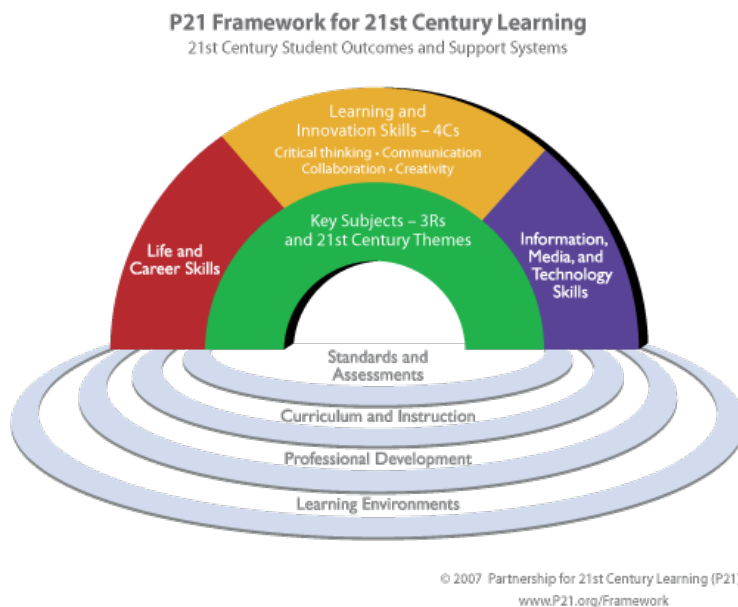 P21 Framework for 21st Century Learning
21st Century Student Outcomes and Support Systems
Learning and
Innovation Skills – 4Cs
Critical thinking • Communication
Collaboration • Creativity
Key Subjects – 3Rs
and 21st Century Themes
Life and
Career Skills
Information,
Media, and
Technology
Skills
Standards and
Assessments
Curriculum and Instruction
Professional Development
Learning Environments
© 2007 Partnership for 21st Century Learning (P21)
www.P21.org/Framework